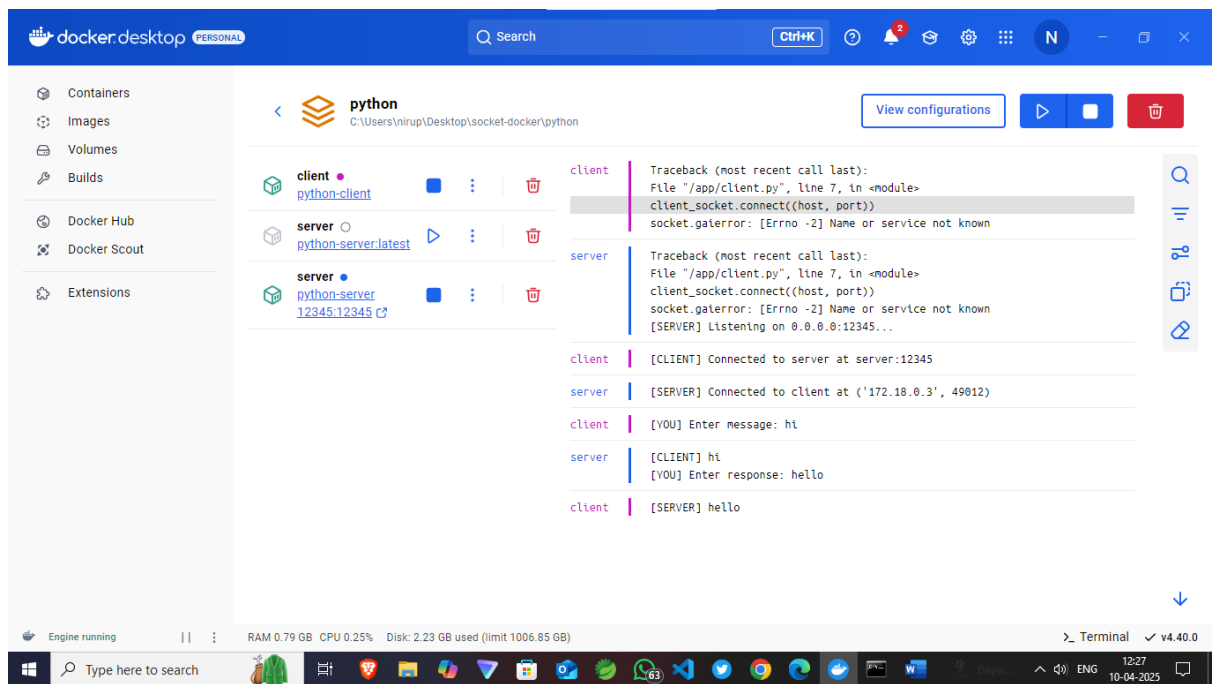 docker.desktop PERSONAL
Search
Ctrl+K
2
N
Containers
Images
Volumes
Builds
Docker Hub
Docker Scout
Extensions
python
C:\Users\nirup\Desktop\socket-docker\python
View configurations
client
python-client
server
python-server:latest
server
python-server
12345:12345
client
Traceback (most recent call last):
File "/app/client.py", line 7, in <module>
client_socket.connect((host, port))
socket.gaierror: [Errno -2] Name or service not known
server
Traceback (most recent call last):
File "/app/client.py", line 7, in <module>
client_socket.connect((host, port))
socket.gaierror: [Errno -2] Name or service not known
[SERVER] Listening on 0.0.0.0:12345...
client [CLIENT] Connected to server at server:12345
server [SERVER] Connected to client at ('172.18.0.3', 49012)
client [YOU] Enter message: hi
server [CLIENT] hi
[YOU] Enter response: hello
client [SERVER] hello
Engine running
RAM 0.79 GB CPU 0.25% Disk: 2.23 GB used (limit 1006.85 GB)
>_ Terminal
v4.40.0
Type here to search
63
Baye...
ENG
12:27
10-04-2025